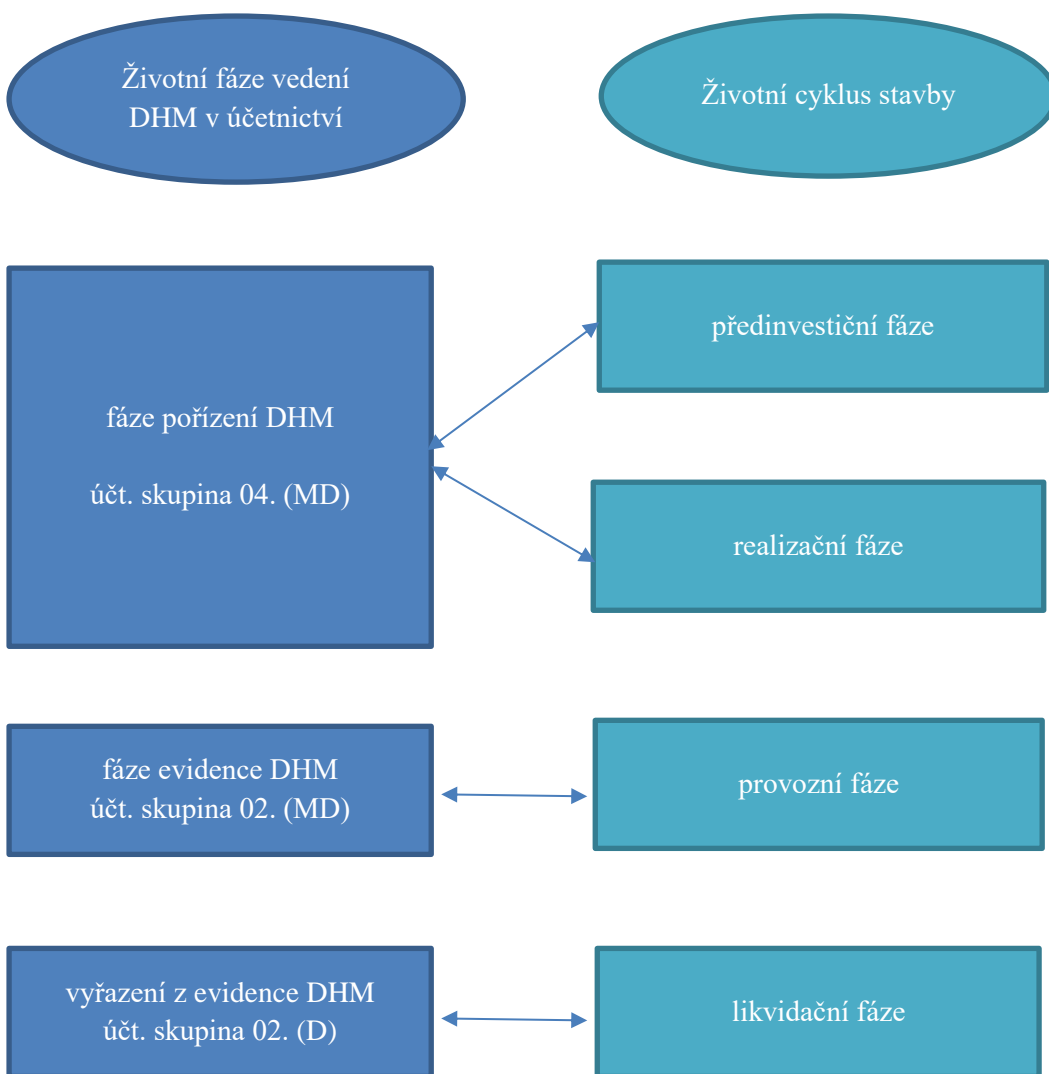 Životní fáze vedení
DHM v účetnictví
Životní cyklus stavby
fáze pořízení DHM
účt. skupina 04. (MD)
předinvestiční fáze
realizační fáze
fáze evidence DHM
účt. skupina 02. (MD)
provozní fáze
vyřazení z evidence DHM
účt. skupina 02. (D)
likvidační fáze